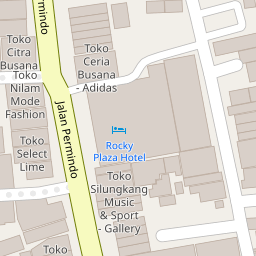 Permindo
Toko
Citra
Busana
Toko
Ceria
Busana
- Adidas
Toko
Nilam
Mode
Fashion
Jalan Permindo
Toko
Select
Lime
Rocky
Plaza Hotel
Toko
Silungkang
Music
& Sport
- Gallery
Toko
Toko